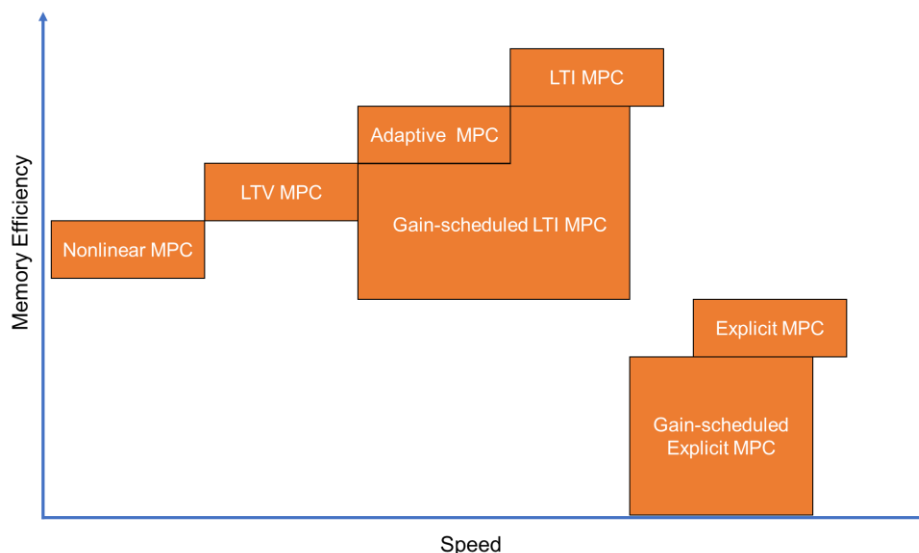 LTI MPC
Adaptive MPC
LTV MPC
Gain-scheduled LTI MPC
Nonlinear MPC
Memory Efficiency
Explicit MPC
Gain-scheduled
Explicit MPC
Speed